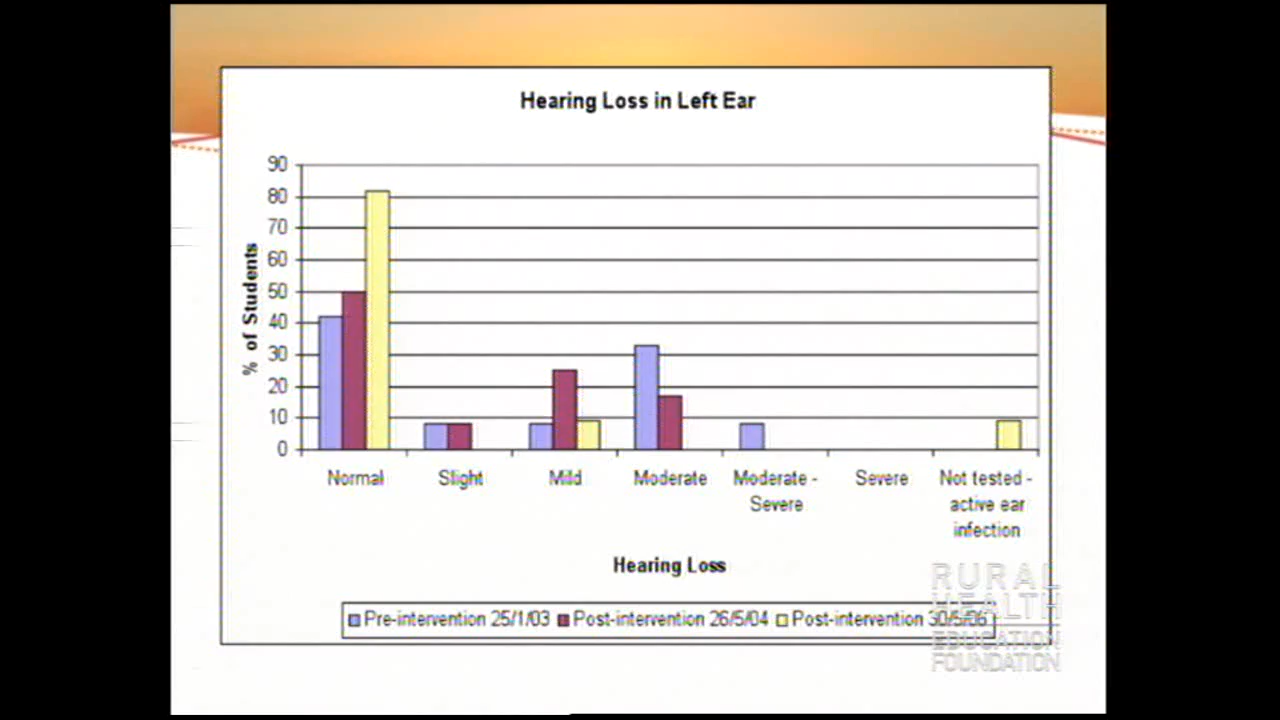 Hearing Loss in Left Ear
90
80
70
60
50
40
30
20
10
0
% of Students
Normal
Slight
Mild
Moderate
Moderate -
Severe
Severe
Not tested -
active ear
infection
Hearing Loss
Pre-intervention 25/1/03 Post-intervention 26/5/04 Post-intervention 30/5/06
RURAL
HEALTH
EDUCATION
FOUNDATION